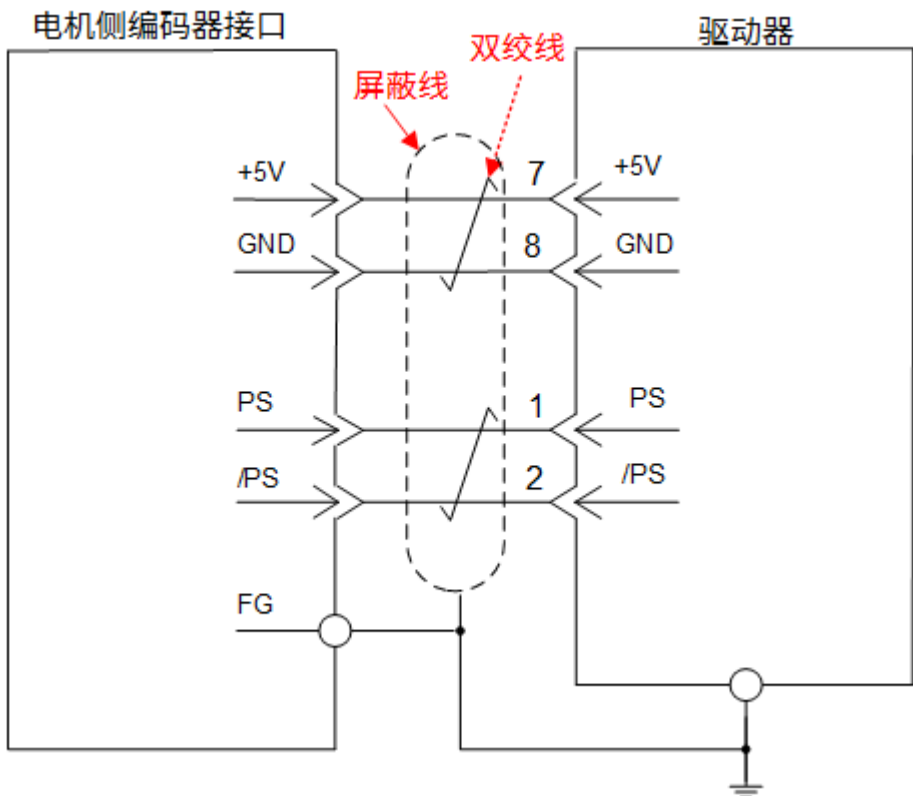 电机侧编码器接口
驱动器
双绞线
屏蔽线
+5V 7 +5V
GND 8 GND
PS 1 PS
/PS 2 /PS
FG